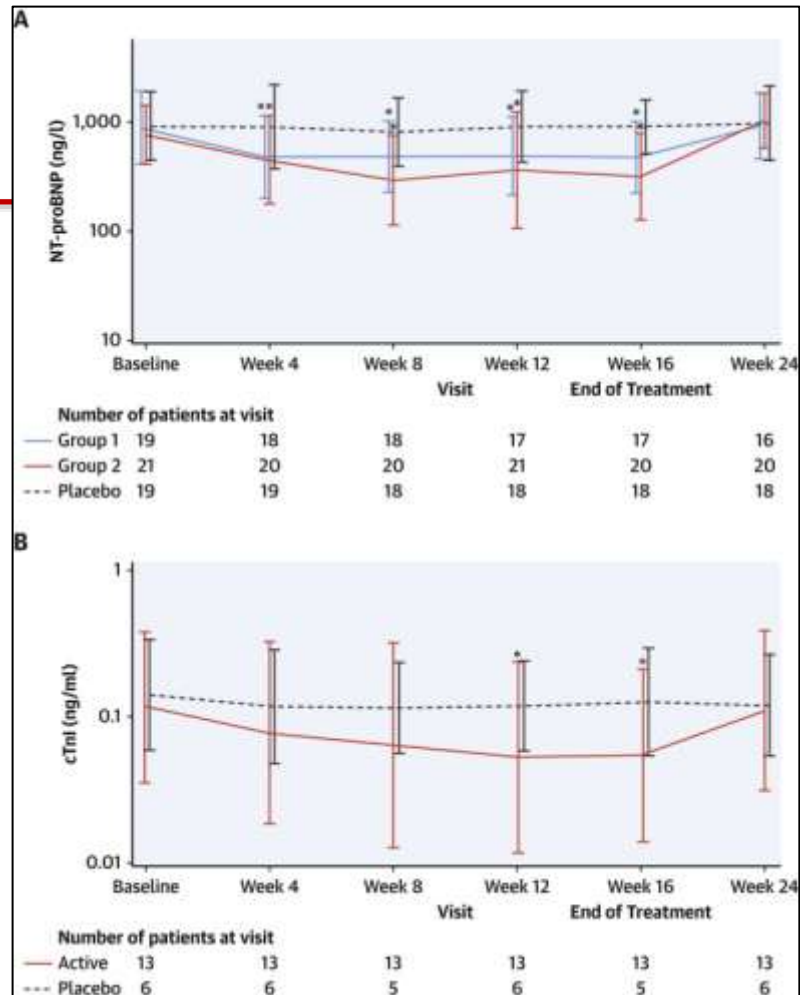 A
NT-proBNP (ng/l)
1,000
100
10
** * ** *
* *
Baseline Week 4 Week 8 Week 12 Week 16 Week 24
Visit End of Treatment
Number of patients at visit
Group 1 19 18 18 17 17 16
Group 2 21 20 20 21 20 20
Placebo 19 19 18 18 18 18
B
cTnI (ng/ml)
1
0.1
0.01
* *
Baseline Week 4 Week 8 Week 12 Week 16 Week 24
Visit End of Treatment
Number of patients at visit
Active 13 13 13 13 13 13
Placebo 6 6 5 6 5 6